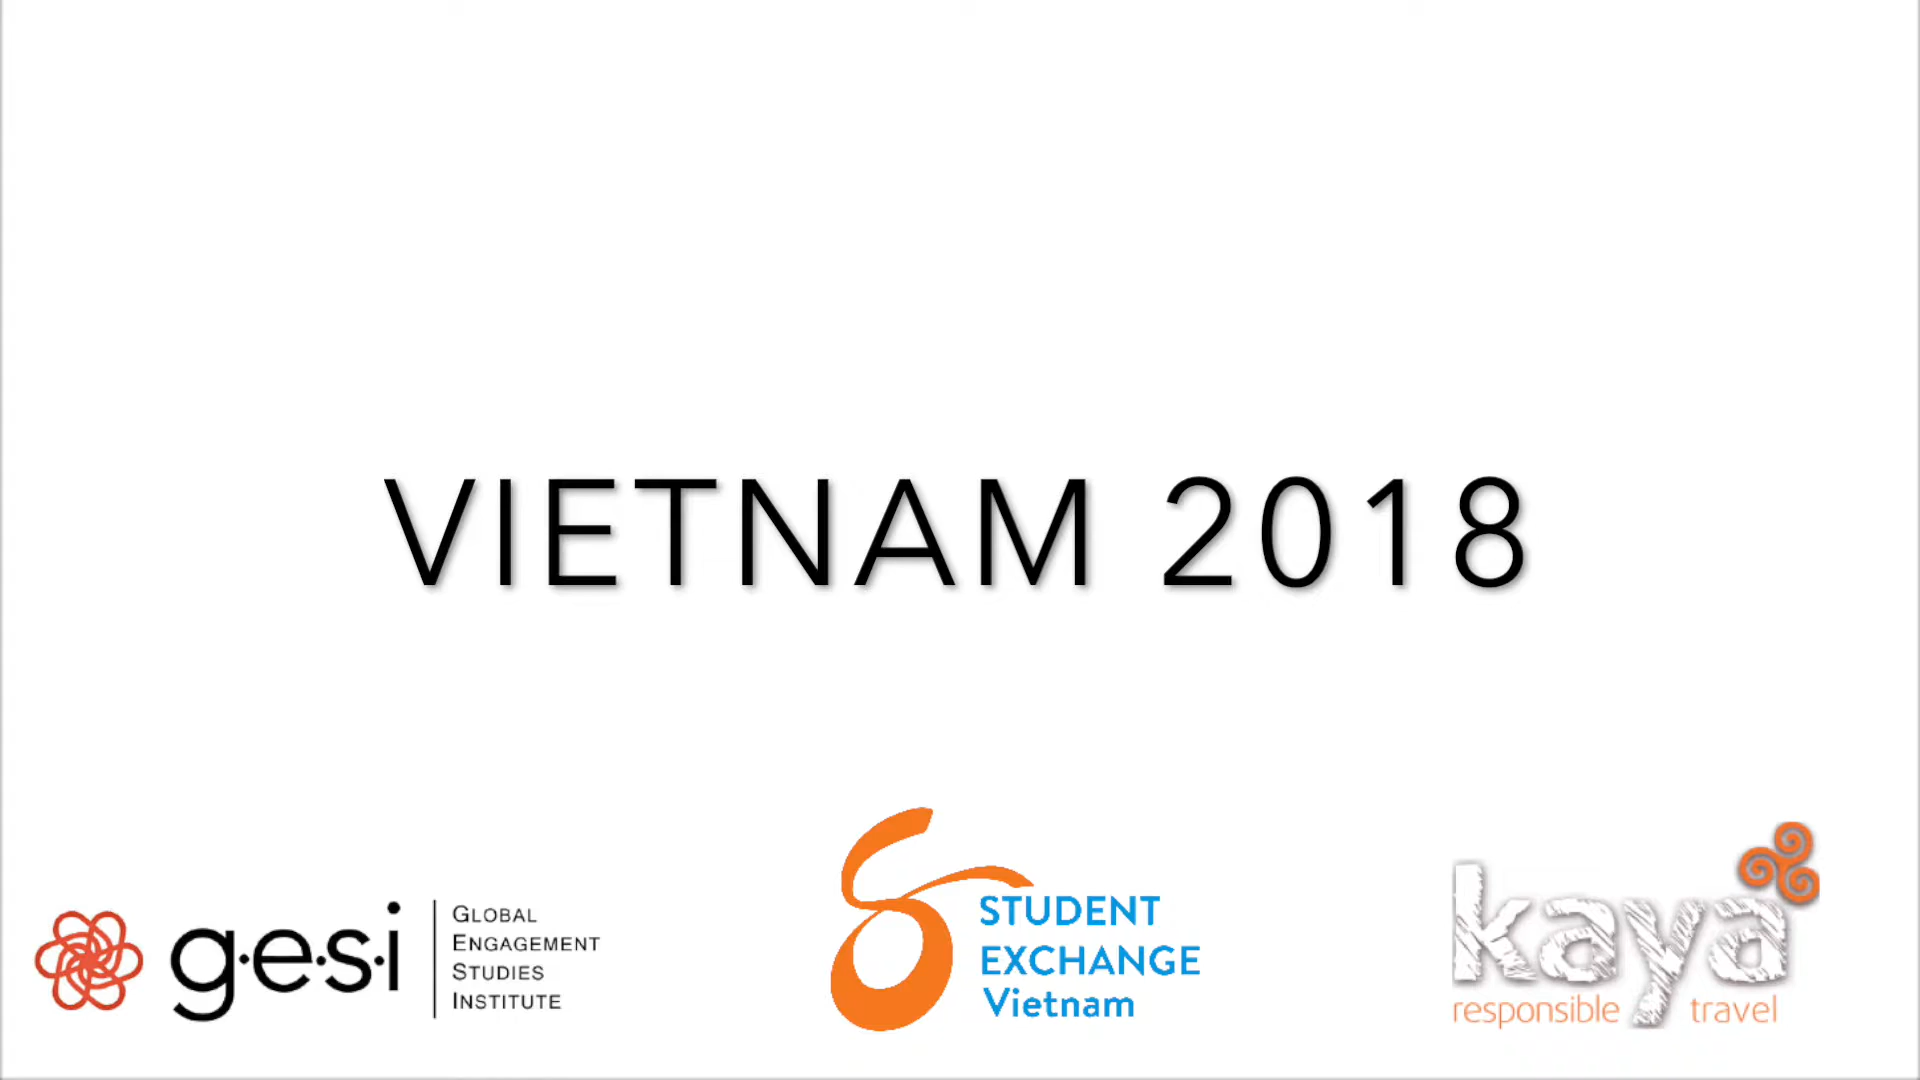 VIETNAM 2018
g·e·s·i
GLOBAL
ENGAGEMENT
STUDIES
INSTITUTE
STUDENT
EXCHANGE
Vietnam
kaya
responsible travel